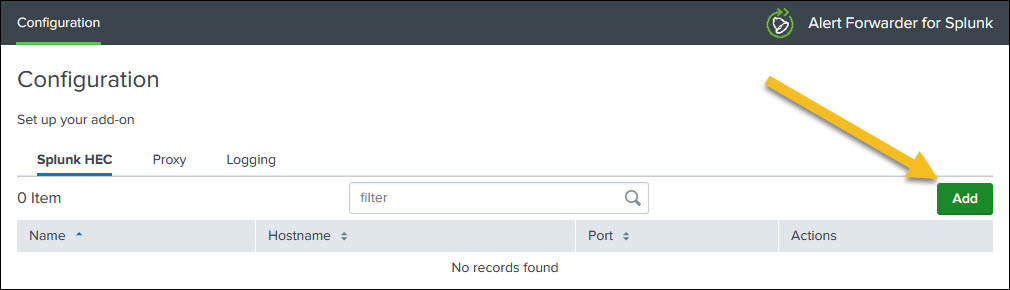 Configuration
Alert Forwarder for Splunk
Configuration
Set up your add-on
Splunk HEC Proxy Logging
0 Item filter Add
Name Hostname Port Actions
No records found